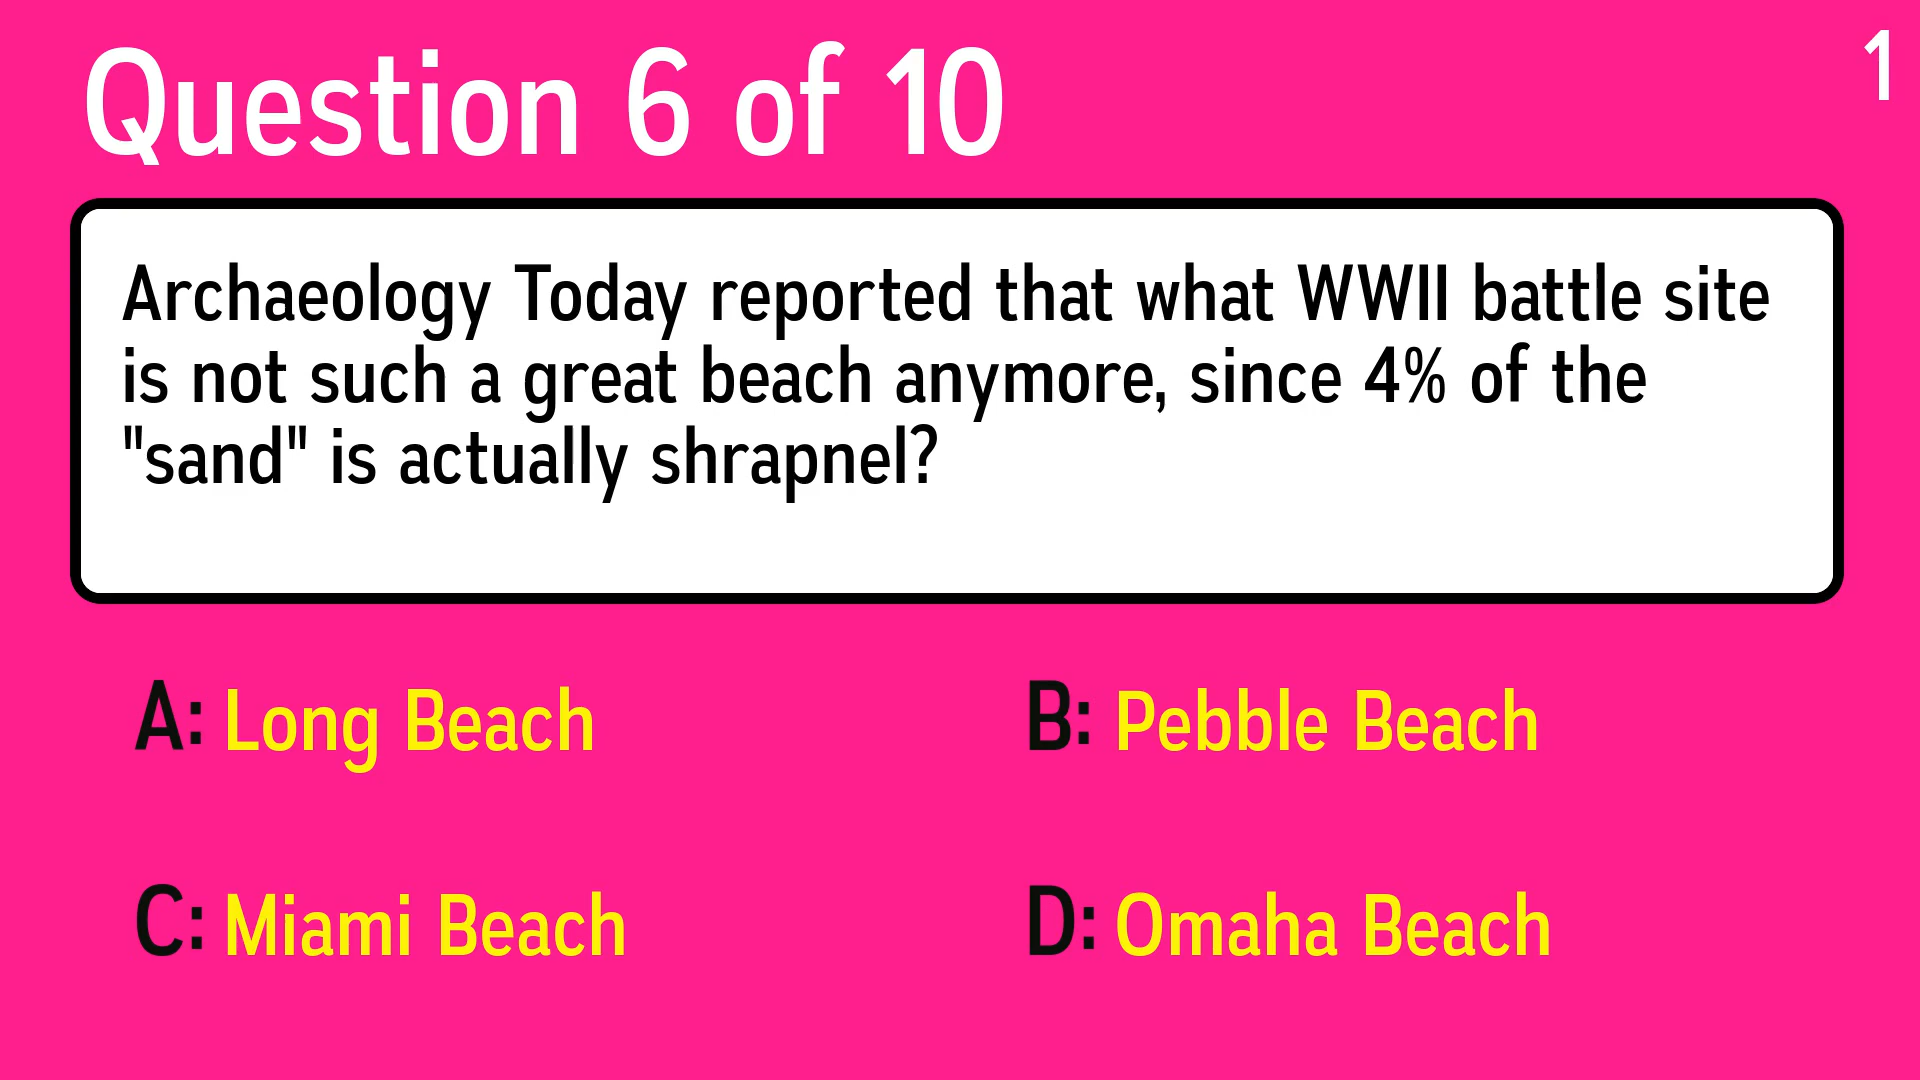 Question 6 of 10
1
Archaeology Today reported that what WWII battle site
is not such a great beach anymore, since 4% of the
"sand" is actually shrapnel?
A: Long Beach
B: Pebble Beach
C: Miami Beach
D: Omaha Beach